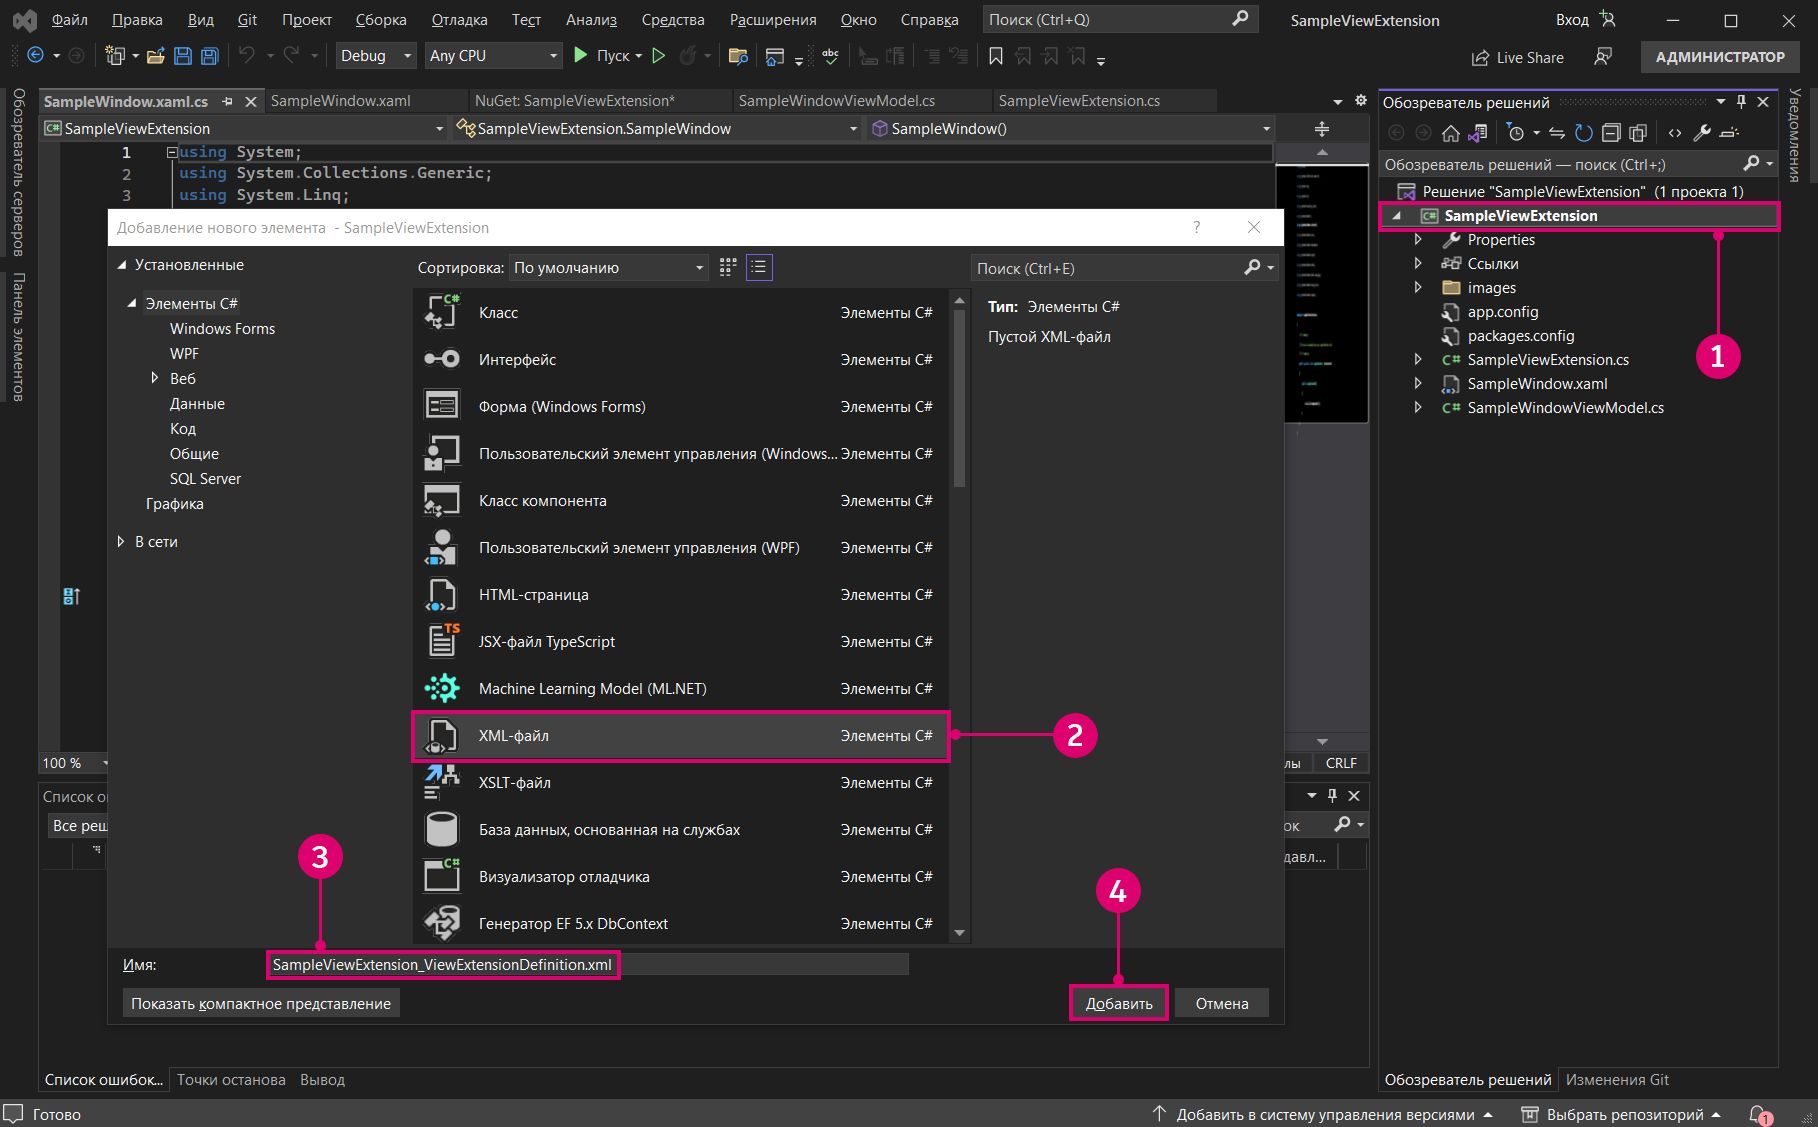 Файл Правка Вид Git Проект Сборка Отладка Тест Анализ Средства Расширения Окно Справка Поиск (Ctrl+Q) SampleViewExtension Вход
Debug Any CPU Пуск abc Live Share АДМИНИСТРАТОР
Обозреватель серверов
Панель элементов
SampleWindow.xaml.cs SampleWindow.xaml NuGet: SampleViewExtension* SampleWindowViewModel.cs SampleViewExtension.cs
C# SampleViewExtension SampleViewExtension.SampleWindow SampleWindow()
1 using System;
2 using System.Collections.Generic;
3 using System.Linq;
Добавление нового элемента - SampleViewExtension ?
Установленные
Элементы C#
Windows Forms
WPF
Веб
Данные
Код
Общие
SQL Server
Графика
В сети
Сортировка: По умолчанию
Поиск (Ctrl+E)
C# Класс Элементы C#
Интерфейс Элементы C#
Форма (Windows Forms) Элементы C#
Пользовательский элемент управления (Windows... Элементы C#
Класс компонента Элементы C#
Пользовательский элемент управления (WPF) Элементы C#
HTML-страница Элементы C#
TS JSX-файл TypeScript Элементы C#
Machine Learning Model (ML.NET) Элементы C#
XML-файл Элементы C#
2
XSLT-файл Элементы C#
База данных, основанная на службах Элементы C#
C# Визуализатор отладчика Элементы C#
Генератор EF 5.x DbContext Элементы C#
Тип: Элементы C#
Пустой XML-файл
3
4
Имя: SampleViewExtension_ViewExtensionDefinition.xml
Показать компактное представление Добавить Отмена
100 % CRLF
Список о
Все реш
Список ошибок... Точки останова Вывод
Обозреватель решений
Обозреватель решений — поиск (Ctrl+;)
Решение "SampleViewExtension" (1 проекта 1)
C# SampleViewExtension
1
Properties
Ссылки
images
app.config
packages.config
C# SampleViewExtension.cs
SampleWindow.xaml
C# SampleWindowViewModel.cs
Обозреватель решений Изменения Git
Уведомления
Готово Добавить в систему управления версиями Выбрать репозиторий 1